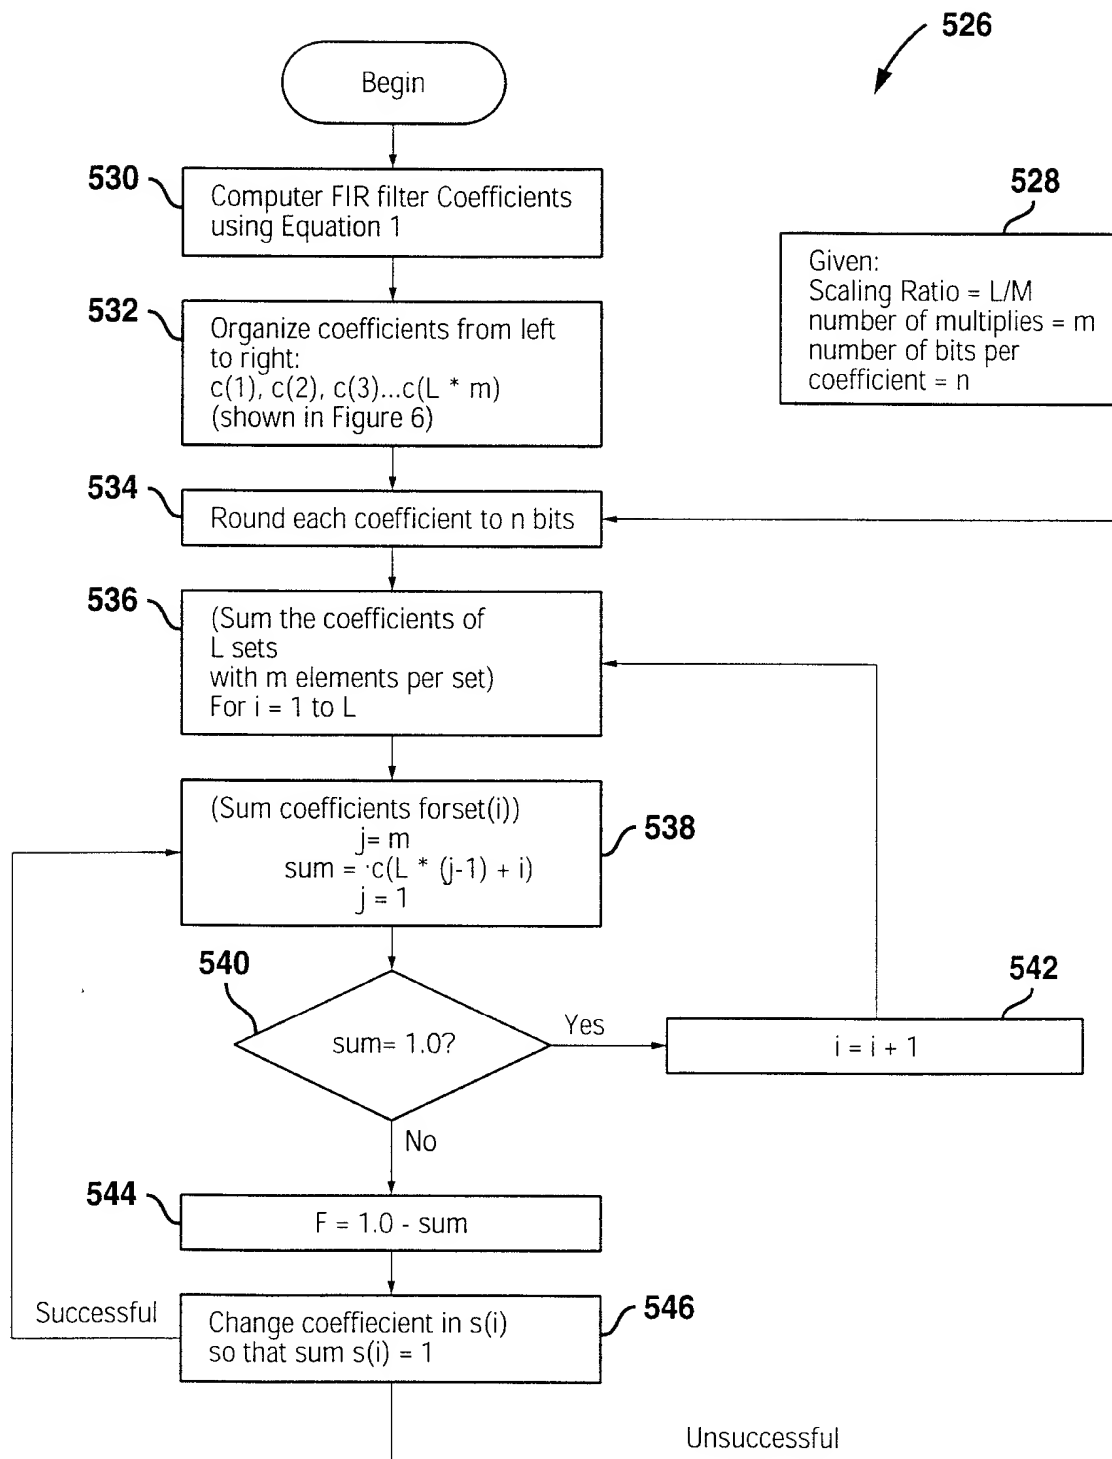 526
Begin
530
Computer FIR filter Coefficients
using Equation 1
528
Given:
Scaling Ratio = L/M
number of multiplies = m
number of bits per
coefficient = n
532
Organize coefficients from left
to right:
c(1), c(2), c(3)...c(L * m)
(shown in Figure 6)
534
Round each coefficient to n bits
536
(Sum the coefficients of
L sets
with m elements per set)
For i = 1 to L
(Sum coefficients forset(i))
j= m
sum = ·c(L * (j-1) + i)
j = 1
538
540
sum= 1.0?
Yes
542
i = i + 1
No
544
F = 1.0 - sum
Successful
546
Change coeffiecient in s(i)
so that sum s(i) = 1
Unsuccessful